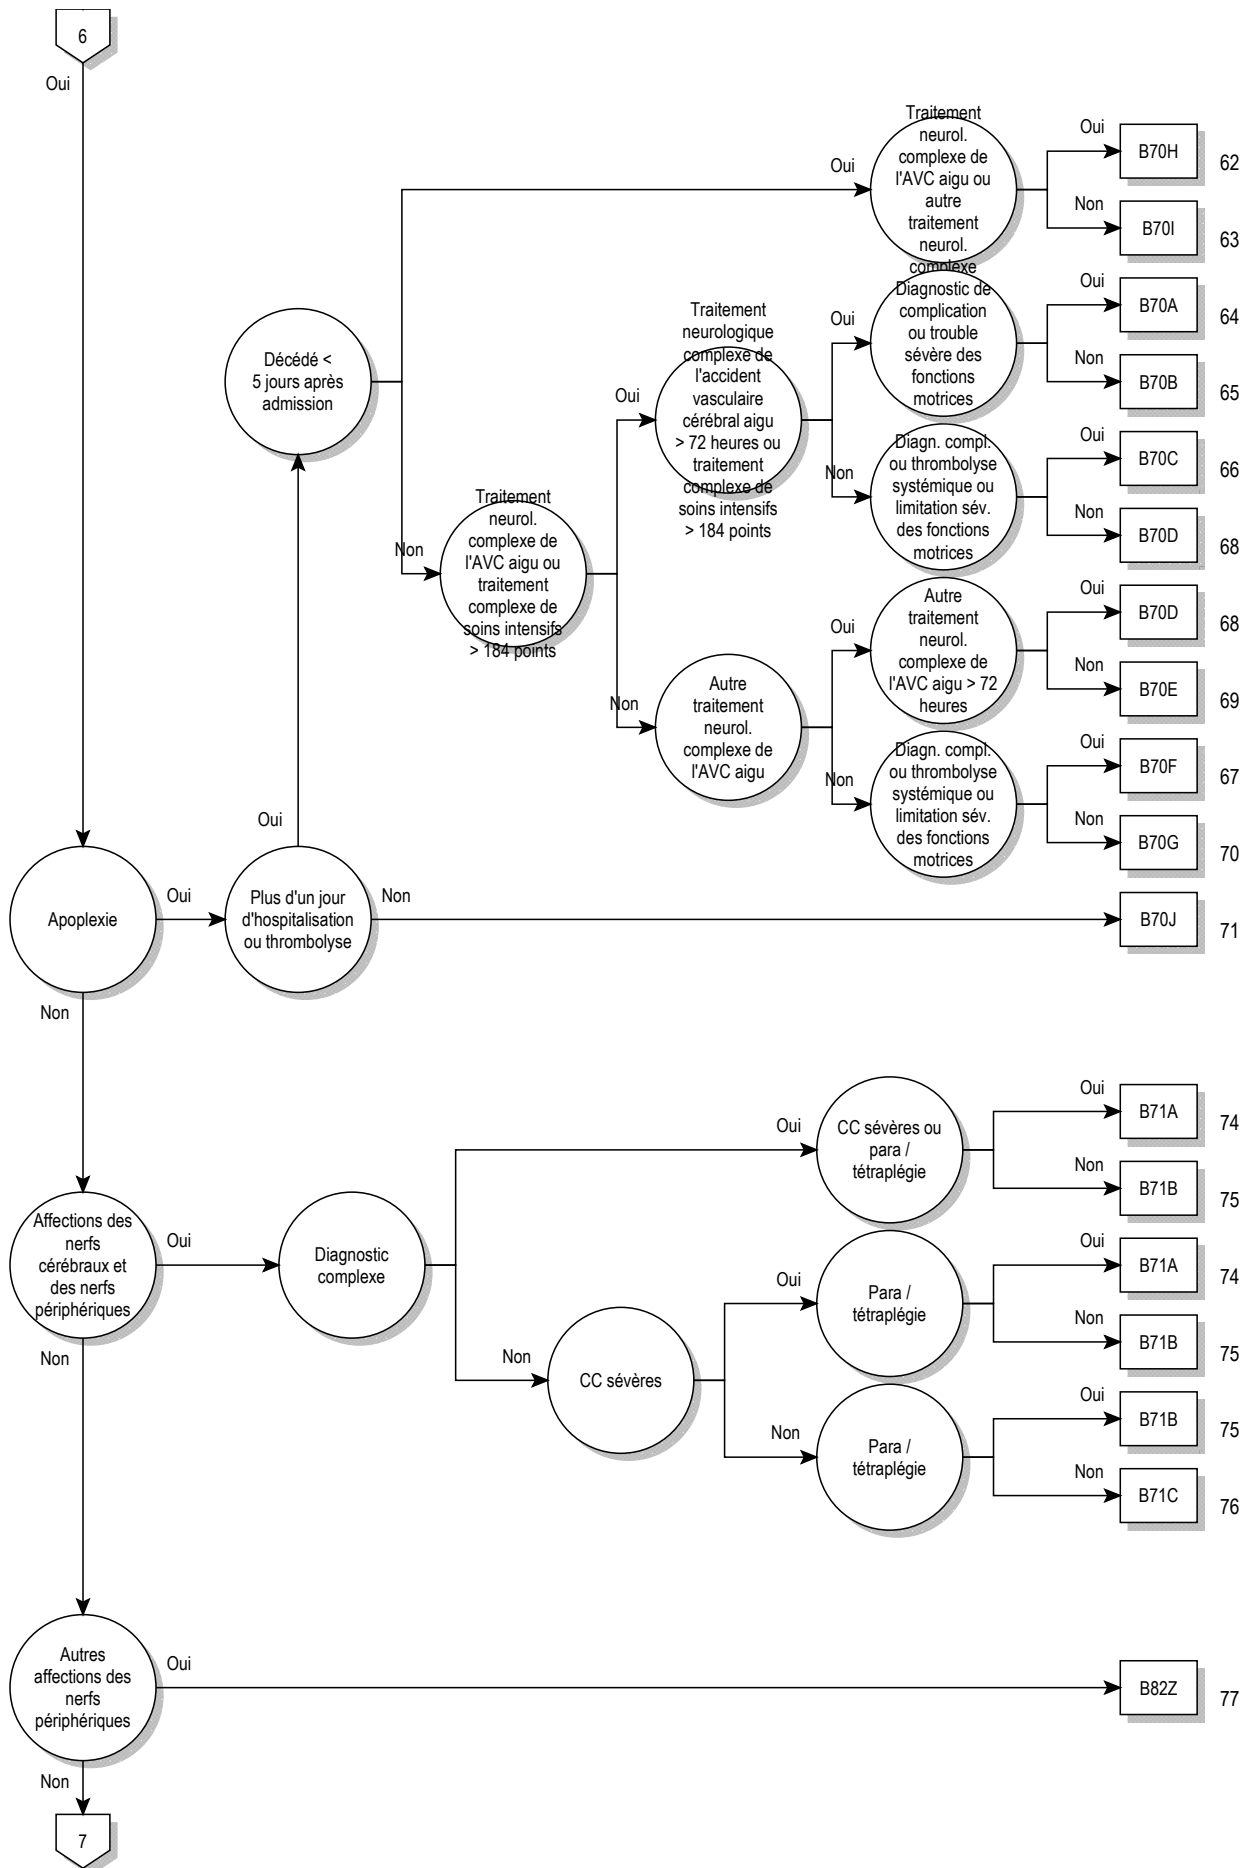 6
Oui
Traitement
neurol.
complexe de
l'AVC aigu ou
autre
traitement
neurol.
complexe
Oui
Oui
B70H
62
Non
B70I
63
Décédé <
5 jours après
admission
Traitement
neurologique
complexe de
l'accident
vasculaire
cérébral aigu
> 72 heures ou
traitement
complexe de
soins intensifs
> 184 points
Oui
Oui
Diagnostic de
complication
ou trouble
sévère des
fonctions
motrices
Oui
B70A
64
Non
B70B
65
Non
Diagn. compl.
ou thrombolyse
systémique ou
limitation sév.
des fonctions
motrices
Oui
B70C
66
Non
B70D
68
Non
Traitement
neurol.
complexe de
l'AVC aigu ou
traitement
complexe de
soins intensifs
> 184 points
Oui
Autre
traitement
neurol.
complexe de
l'AVC aigu > 72
heures
Oui
B70D
68
Non
B70E
69
Non
Autre
traitement
neurol.
complexe de
l'AVC aigu
Non
Diagn. compl.
ou thrombolyse
systémique ou
limitation sév.
des fonctions
motrices
Oui
B70F
67
Non
B70G
70
Oui
Apoplexie
Oui
Plus d'un jour
d'hospitalisation
ou thrombolyse
Non
B70J
71
Non
Oui
CC sévères ou
para /
tétraplégie
Oui
B71A
74
Non
B71B
75
Affections des
nerfs
cérébraux et
des nerfs
périphériques
Oui
Diagnostic
complexe
Oui
Para /
tétraplégie
Oui
B71A
74
Non
B71B
75
Non
Non
CC sévères
Non
Para /
tétraplégie
Oui
B71B
75
Non
B71C
76
Autres
affections des
nerfs
périphériques
Oui
B82Z
77
Non
7